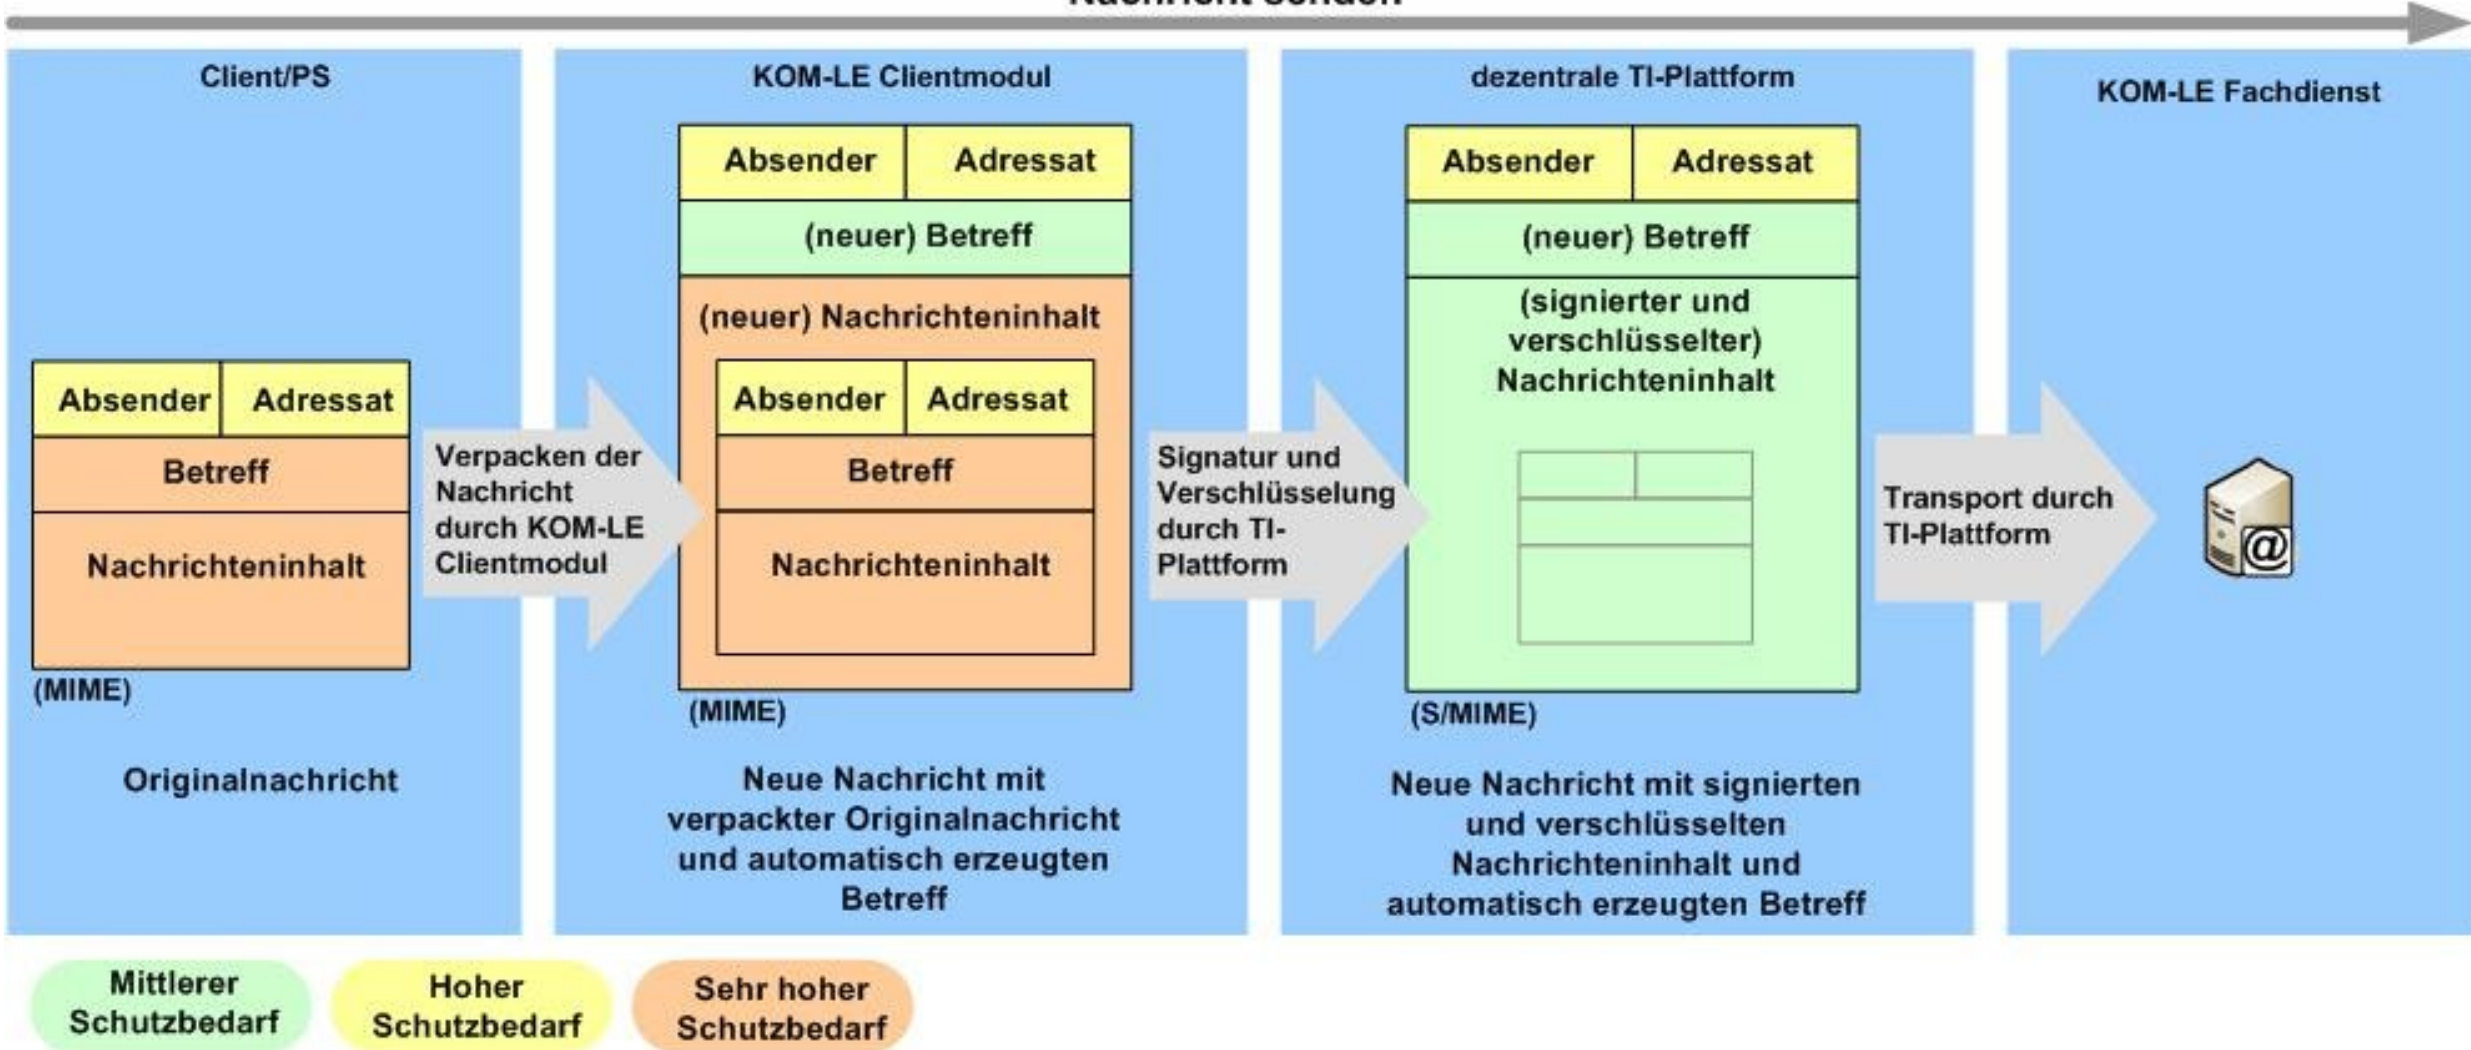 Nachricht senden
Client/PS
KOM-LE Clientmodul
dezentrale TI-Plattform
KOM-LE Fachdienst
Absender
Adressat
Betreff
Nachrichteninhalt
(MIME)
Originalnachricht
Verpacken der
Nachricht
durch KOM-LE
Clientmodul
Absender
Adressat
(neuer) Betreff
(neuer) Nachrichteninhalt
Absender
Adressat
Betreff
Nachrichteninhalt
(MIME)
Neue Nachricht mit
verpackter Originalnachricht
und automatisch erzeugten
Betreff
Signatur und
Verschlüsselung
durch TI-
Plattform
Absender
Adressat
(neuer) Betreff
(signierter und
verschlüsselter)
Nachrichteninhalt
(S/MIME)
Neue Nachricht mit signierten
und verschlüsselten
Nachrichteninhalt und
automatisch erzeugten Betreff
Transport durch
TI-Plattform
@
Mittlerer
Schutzbedarf
Hoher
Schutzbedarf
Sehr hoher
Schutzbedarf